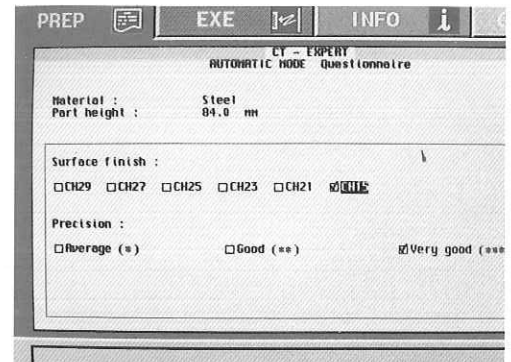 PREP EXE INFO i
CT - EXPERT
AUTOMATIC MODE Questionnaire
Material : Steel
Part height : 84.0 mm
Surface finish :
☐CH29 ☐CH27 ☐CH25 ☐CH23 ☐CH21 ☑CH15
Precision :
☐Average (*) ☐Good (**) ☑Very good (***